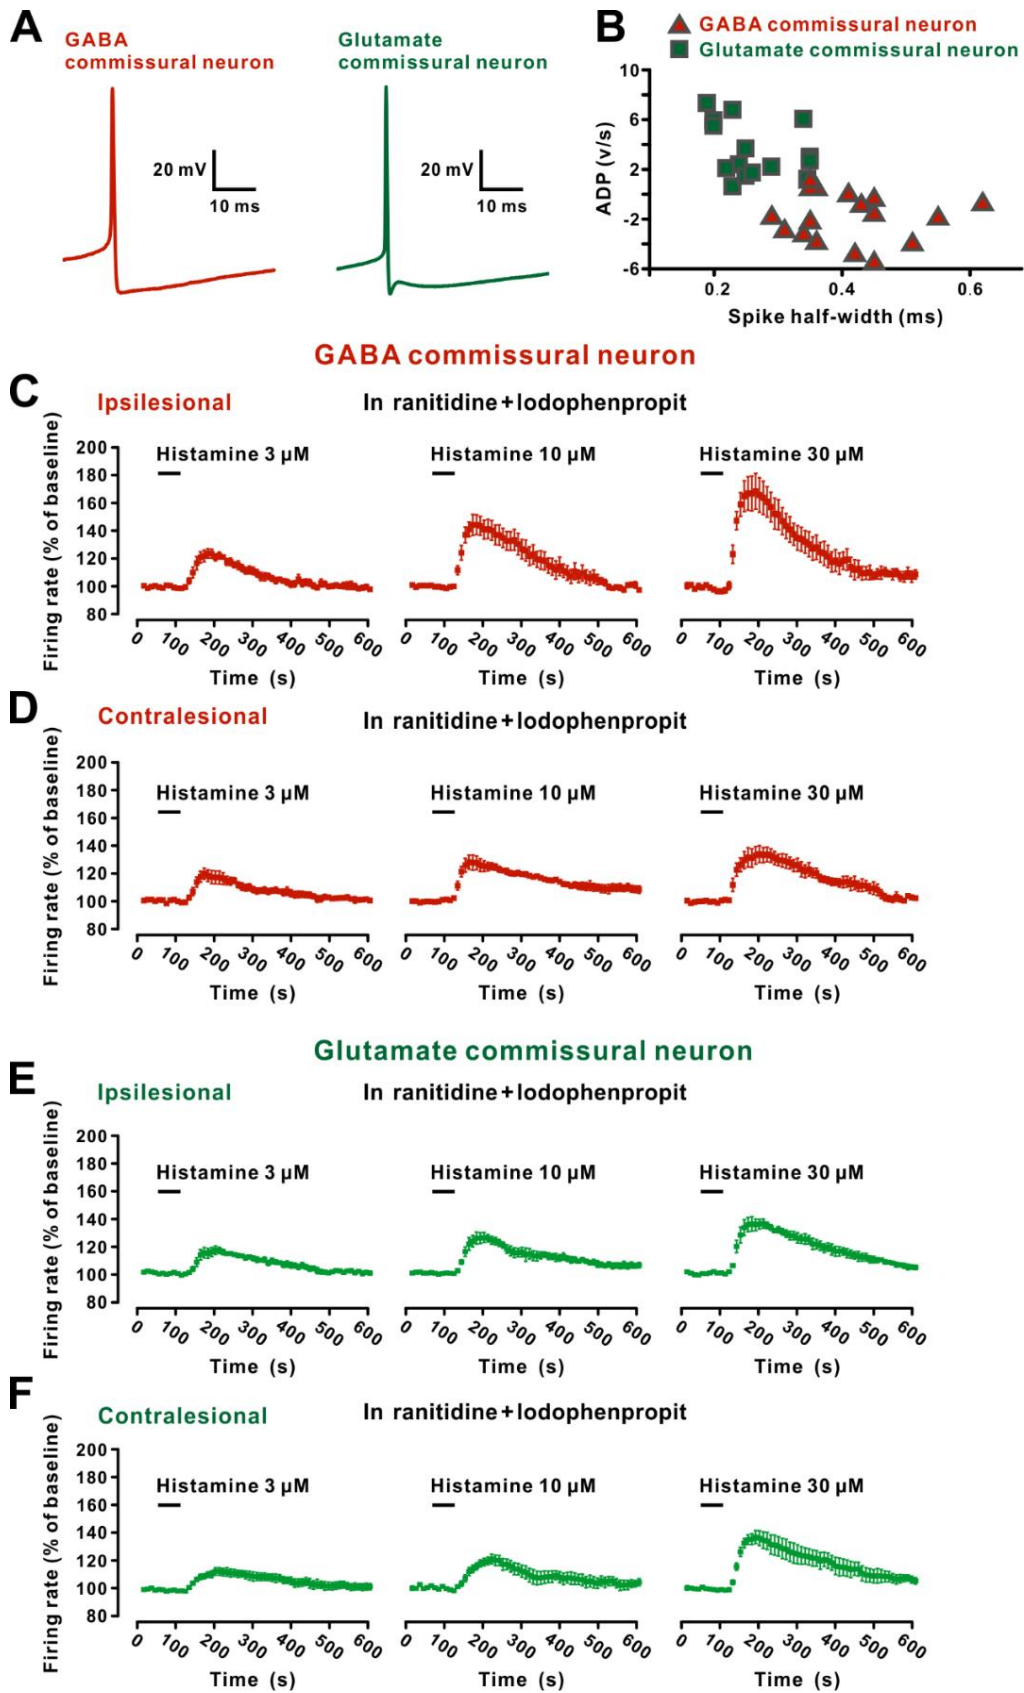 A
GABA
commissural neuron
20 mV
10 ms
Glutamate
commissural neuron
20 mV
10 ms
B
GABA commissural neuron
Glutamate commissural neuron
ADP (v/s)
10
6
2
-2
-6
0.2 0.4 0.6
Spike half-width (ms)
GABA commissural neuron
C
Ipsilesional In ranitidine+Iodophenpropit
Firing rate (% of baseline)
200
180
160
140
120
100
80
Histamine 3 µM Histamine 10 µM Histamine 30 µM
0 100 200 300 400 500 600 0 100 200 300 400 500 600 0 100 200 300 400 500 600
Time (s) Time (s) Time (s)
D
Contralesional In ranitidine+Iodophenpropit
Firing rate (% of baseline)
200
180
160
140
120
100
80
Histamine 3 µM Histamine 10 µM Histamine 30 µM
0 100 200 300 400 500 600 0 100 200 300 400 500 600 0 100 200 300 400 500 600
Time (s) Time (s) Time (s)
Glutamate commissural neuron
E
Ipsilesional In ranitidine+Iodophenpropit
Firing rate (% of baseline)
200
180
160
140
120
100
80
Histamine 3 µM Histamine 10 µM Histamine 30 µM
0 100 200 300 400 500 600 0 100 200 300 400 500 600 0 100 200 300 400 500 600
Time (s) Time (s) Time (s)
F
Contralesional In ranitidine+Iodophenpropit
Firing rate (% of baseline)
200
180
160
140
120
100
80
Histamine 3 µM Histamine 10 µM Histamine 30 µM
0 100 200 300 400 500 600 0 100 200 300 400 500 600 0 100 200 300 400 500 600
Time (s) Time (s) Time (s)